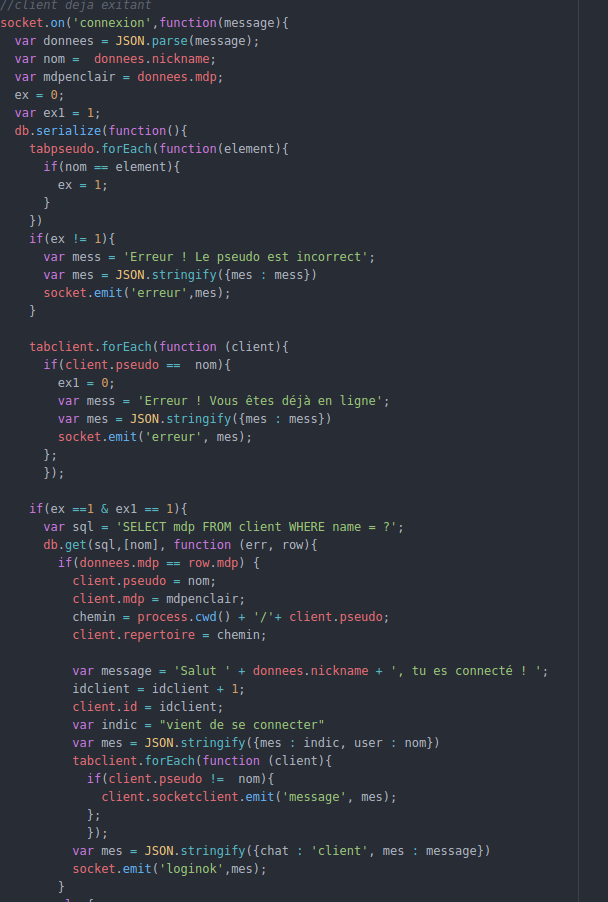 //client deja exitant
socket.on('connexion',function(message){
var donnees = JSON.parse(message);
var nom =  donnees.nickname;
var mdpenclair = donnees.mdp;
ex = 0;
var ex1 = 1;
db.serialize(function(){
tabpseudo.forEach(function(element){
if(nom == element){
ex = 1;
}
})
if(ex != 1){
var mess = 'Erreur ! Le pseudo est incorrect';
var mes = JSON.stringify({mes : mess})
socket.emit('erreur',mes);
}
tabclient.forEach(function (client){
if(client.pseudo ==  nom){
ex1 = 0;
var mess = 'Erreur ! Vous êtes déjà en ligne';
var mes = JSON.stringify({mes : mess})
socket.emit('erreur', mes);
};
});
if(ex ==1 & ex1 == 1){
var sql = 'SELECT mdp FROM client WHERE name = ?';
db.get(sql,[nom], function (err, row){
if(donnees.mdp == row.mdp) {
client.pseudo = nom;
client.mdp = mdpenclair;
chemin = process.cwd() + '/'+ client.pseudo;
client.repertoire = chemin;
var message = 'Salut ' + donnees.nickname + ', tu es connecté ! ';
idclient = idclient + 1;
client.id = idclient;
var indic = "vient de se connecter"
var mes = JSON.stringify({mes : indic, user : nom})
tabclient.forEach(function (client){
if(client.pseudo !=  nom){
client.socketclient.emit('message', mes);
};
});
var mes = JSON.stringify({chat : 'client', mes : message})
socket.emit('loginok',mes);
}